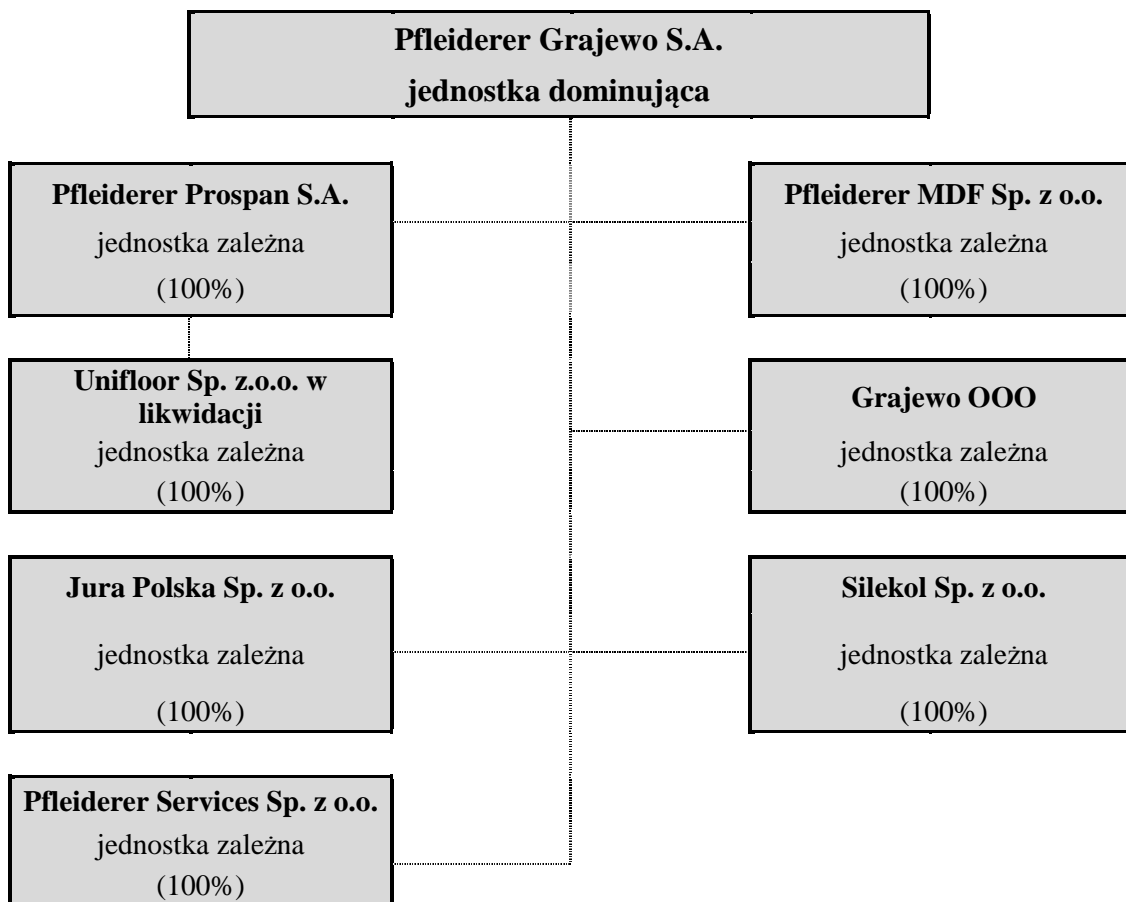 Pfleiderer Grajewo S.A.
jednostka dominująca
Pfleiderer Prospan S.A.
jednostka zależna
(100%)
Pfleiderer MDF Sp. z o.o.
jednostka zależna
(100%)
Unifloor Sp. z.o.o. w
likwidacji
jednostka zależna
(100%)
Grajewo OOO
jednostka zależna
(100%)
Jura Polska Sp. z o.o.
jednostka zależna
(100%)
Silekol Sp. z o.o.
jednostka zależna
(100%)
Pfleiderer Services Sp. z o.o.
jednostka zależna
(100%)